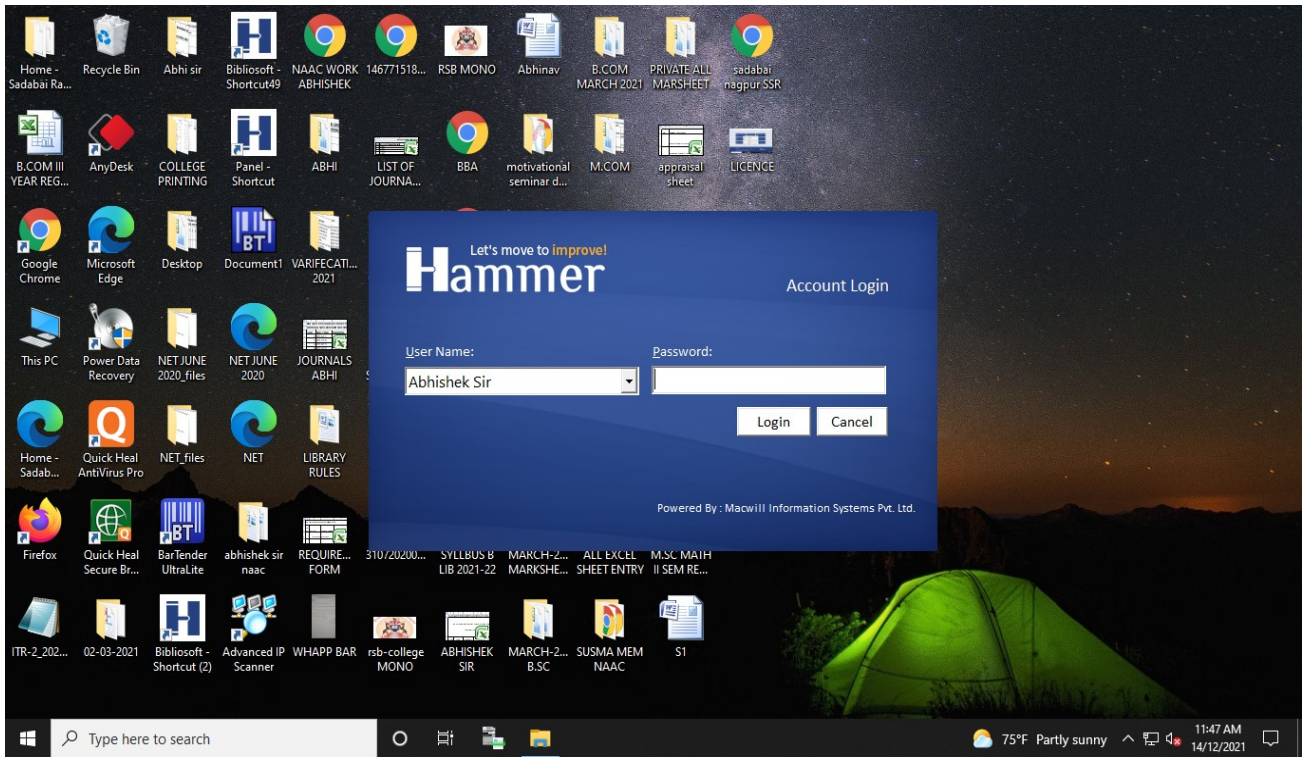 Home -
Sadabai Ra...
Recycle Bin
Abhi sir
Bibliosoft -
Shortcut49
NAAC WORK
ABHISHEK
146771518...
RSB MONO
Abhinav
B.COM
MARCH 2021
PRIVATE ALL
MARSHEET
sadabai
nagpur SSR
B.COM III
YEAR REG...
AnyDesk
COLLEGE
PRINTING
Panel -
Shortcut
ABHI
LIST OF
JOURNA...
BBA
motivational
seminar d...
M.COM
appraisal
sheet
LICENCE
Google
Chrome
Microsoft
Edge
Desktop
BT
Document1
VARIFECATI...
2021
Let's move to improve!
Hammer
Account Login
This PC
Power Data
Recovery
NET JUNE
2020_files
NET JUNE
2020
JOURNALS
ABHI
User Name:
Password:
Abhishek Sir
Login
Cancel
Home -
Sadab...
Quick Heal
AntiVirus Pro
NET_files
NET
LIBRARY
RULES
Powered By : Macwill Information Systems Pvt. Ltd.
Firefox
Quick Heal
Secure Br...
BT
BarTender
UltraLite
abhishek sir
naac
REQUIRE...
FORM
310720200...
SYLLBUS B
LIB 2021-22
MARCH-2...
MARKSHE...
ALL EXCEL
SHEET ENTRY
M.SC MATH
II SEM RE...
ITR-2_202...
02-03-2021
Bibliosoft -
Shortcut (2)
Advanced IP
Scanner
WHAPP BAR
rsb-college
MONO
ABHISHEK
SIR
MARCH-2...
B.SC
SUSMA MEM
NAAC
S1
Type here to search
75°F Partly sunny
11:47 AM
14/12/2021